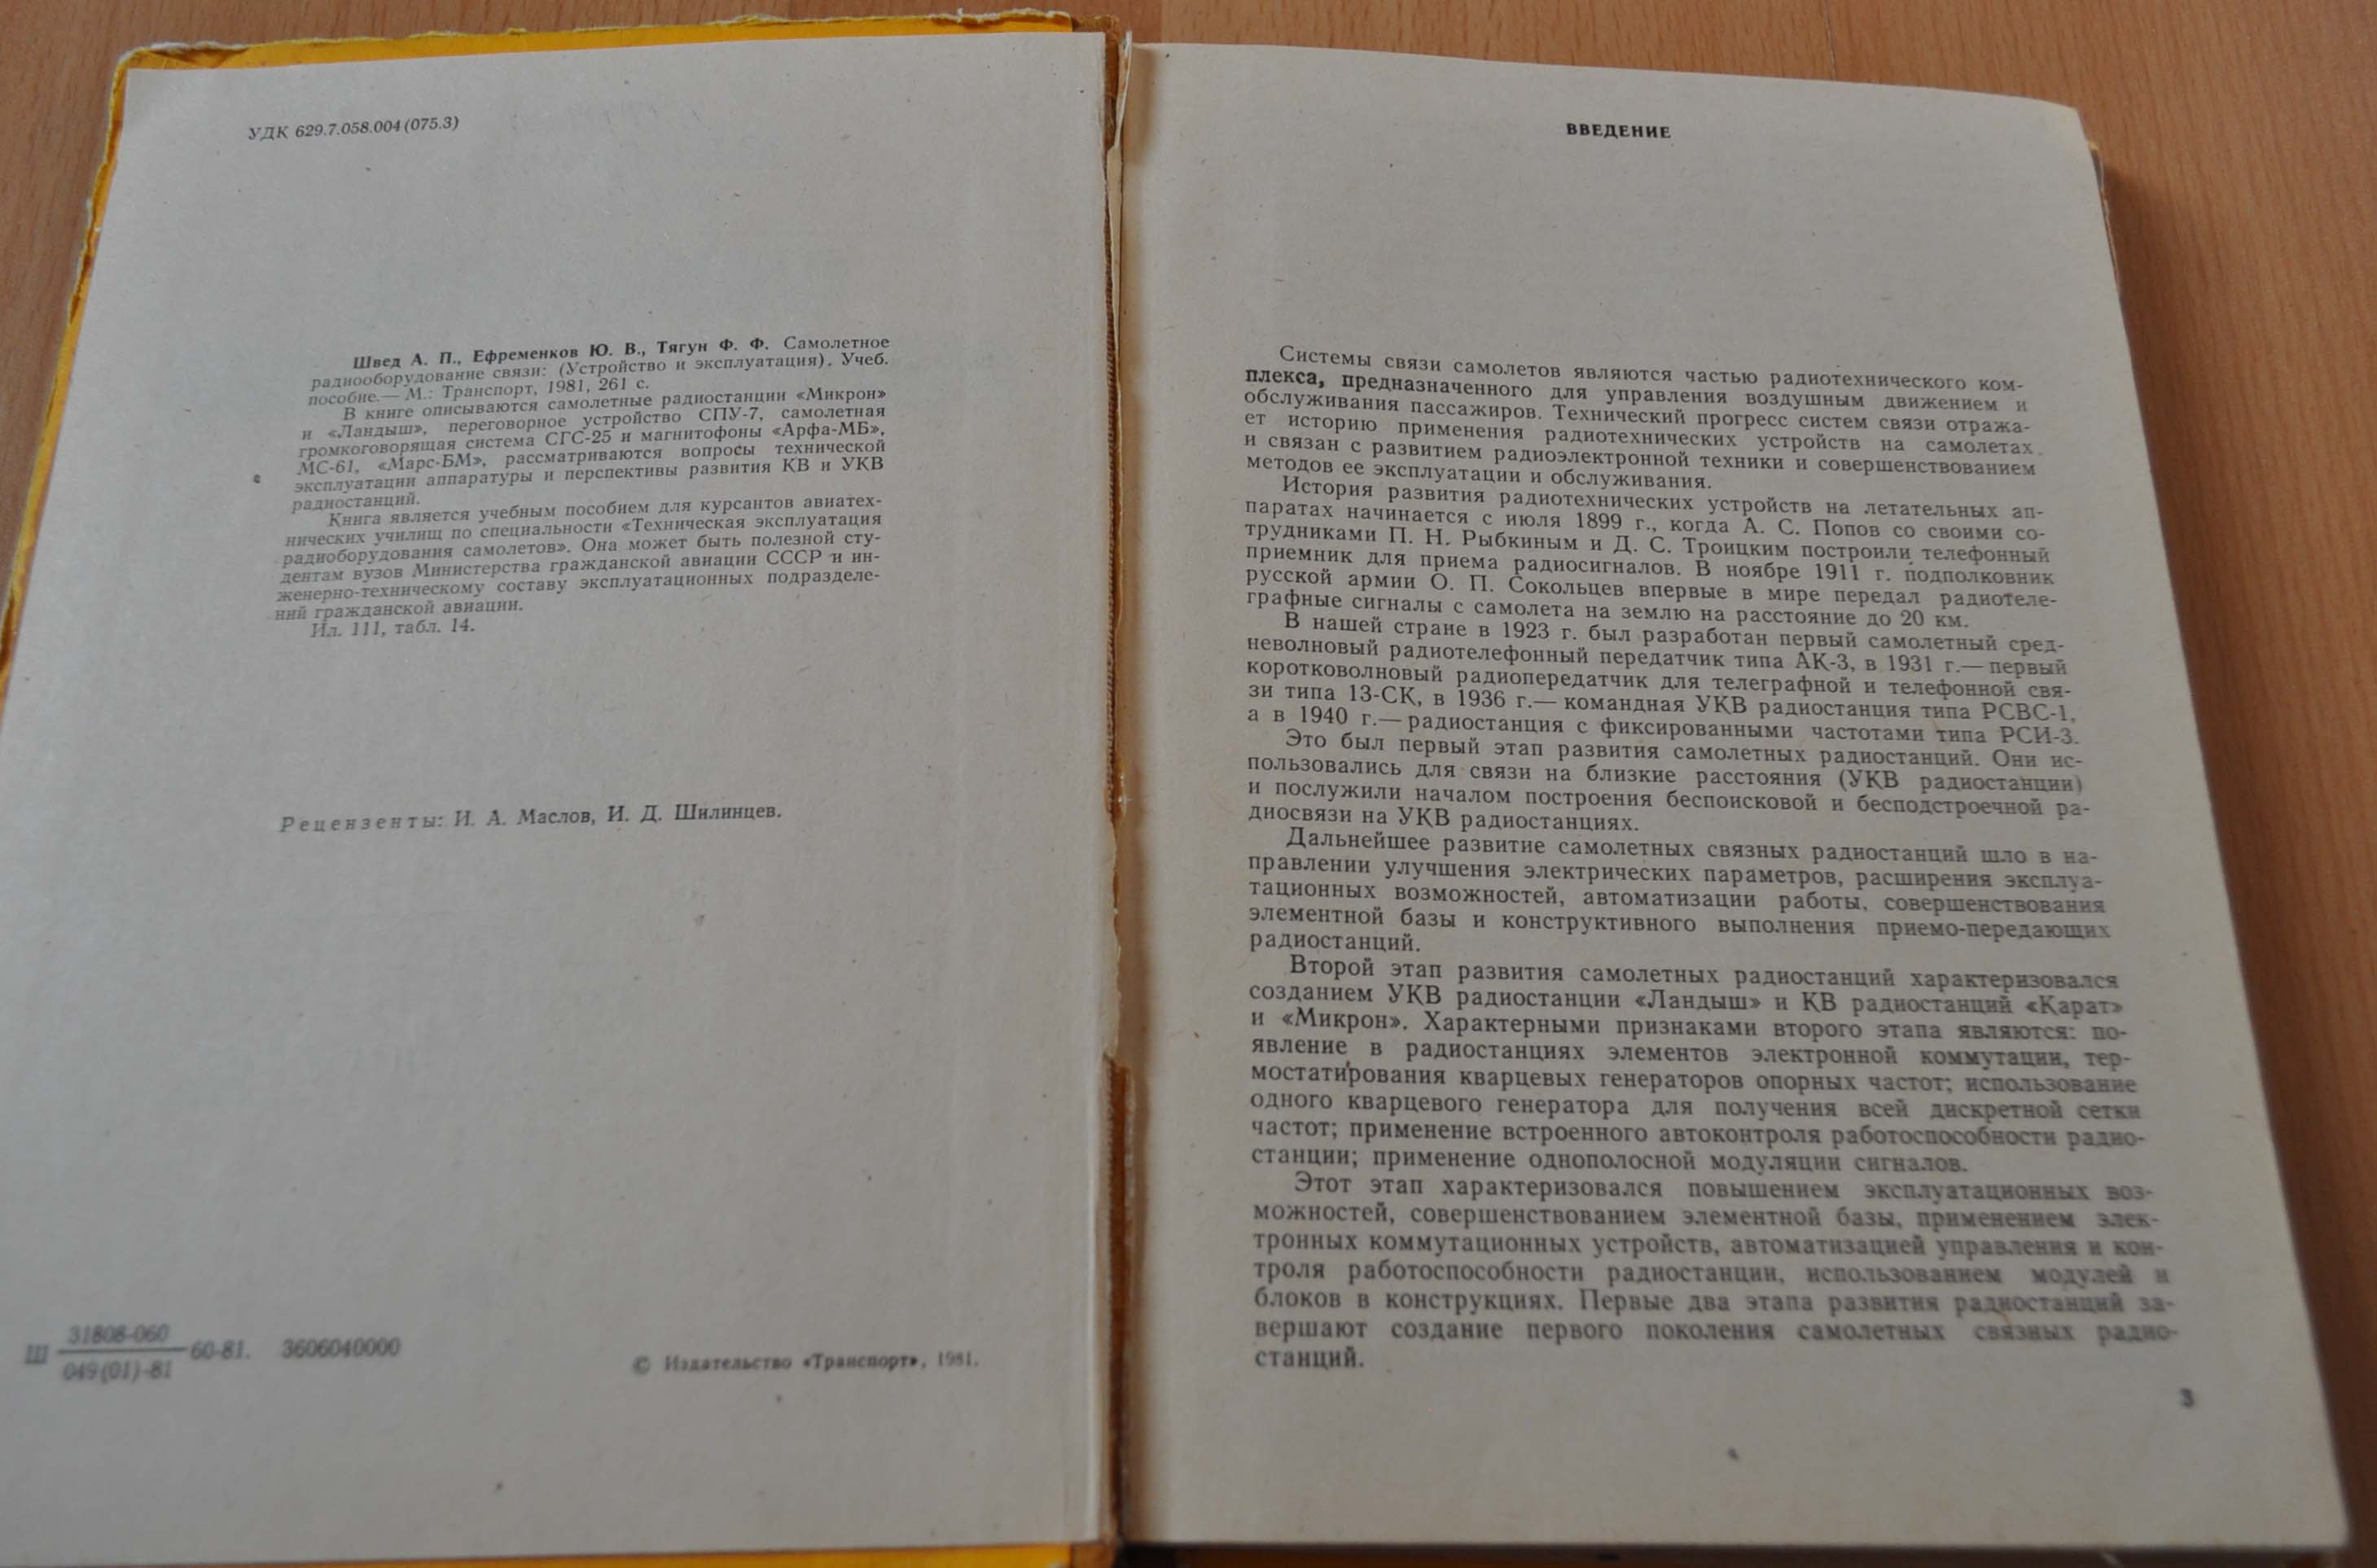 УДК 629.7.058.004(075.3)
Швед А. П., Ефременков Ю. В., Тягун Ф. Ф. Самолетное
радиооборудование связи: (Устройство и эксплуатация). Учеб.
пособие.— М.: Транспорт, 1981, 261 с.
В книге описываются самолетные радиостанции «Микрон»
и «Ландыш», переговорное устройство СПУ-7, самолетная
громкоговорящая система СГС-25 и магнитофоны «Арфа-МБ»,
МС-61, «Марс-БМ», рассматриваются вопросы технической
эксплуатации аппаратуры и перспективы развития КВ и УКВ
радиостанций.
Книга является учебным пособием для курсантов авиатех-
нических училищ по специальности «Техническая эксплуатация
радиоборудования самолетов». Она может быть полезной сту-
дентам вузов Министерства гражданской авиации СССР и ин-
женерно-техническому составу эксплуатационных подразделе-
ний гражданской авиации.
Ил. 111, табл. 14.
Рецензенты: И. А. Маслов, И. Д. Шилинцев.
Ш 31808-060
049(01)-81 60-81. 3606040000
© Издательство «Транспорт», 1981.
ВВЕДЕНИЕ
Системы связи самолетов являются частью радиотехнического ком-
плекса, предназначенного для управления воздушным движением и
обслуживания пассажиров. Технический прогресс систем связи отража-
ет историю применения радиотехнических устройств на самолетах
и связан с развитием радиоэлектронной техники и совершенствованием
методов ее эксплуатации и обслуживания.
История развития радиотехнических устройств на летательных ап-
паратах начинается с июля 1899 г., когда А. С. Попов со своими со-
трудниками П. Н. Рыбкиным и Д. С. Троицким построили телефонный
приемник для приема радиосигналов. В ноябре 1911 г. подполковник
русской армии О. П. Сокольцев впервые в мире передал радиотеле-
графные сигналы с самолета на землю на расстояние до 20 км.
В нашей стране в 1923 г. был разработан первый самолетный сред-
неволновый радиотелефонный передатчик типа АК-3, в 1931 г.— первый
коротковолновый радиопередатчик для телеграфной и телефонной свя-
зи типа 13-СК, в 1936 г.— командная УКВ радиостанция типа РСВС-1,
а в 1940 г.— радиостанция с фиксированными частотами типа РСИ-3.
Это был первый этап развития самолетных радиостанций. Они ис-
пользовались для связи на близкие расстояния (УКВ радиостанции)
и послужили началом построения беспоисковой и бесподстроечной ра-
диосвязи на УКВ радиостанциях.
Дальнейшее развитие самолетных связных радиостанций шло в на-
правлении улучшения электрических параметров, расширения эксплуа-
тационных возможностей, автоматизации работы, совершенствования
элементной базы и конструктивного выполнения приемо-передающих
радиостанций.
Второй этап развития самолетных радиостанций характеризовался
созданием УКВ радиостанции «Ландыш» и КВ радиостанций «Карат»
и «Микрон». Характерными признаками второго этапа являются: по-
явление в радиостанциях элементов электронной коммутации, тер-
мостатирования кварцевых генераторов опорных частот; использование
одного кварцевого генератора для получения всей дискретной сетки
частот; применение встроенного автоконтроля работоспособности радио-
станции; применение однополосной модуляции сигналов.
Этот этап характеризовался повышением эксплуатационных воз-
можностей, совершенствованием элементной базы, применением элек-
тронных коммутационных устройств, автоматизацией управления и кон-
троля работоспособности радиостанции, использованием модулей и
блоков в конструкциях. Первые два этапа развития радиостанций за-
вершают создание первого поколения самолетных связных радио-
станций.
3